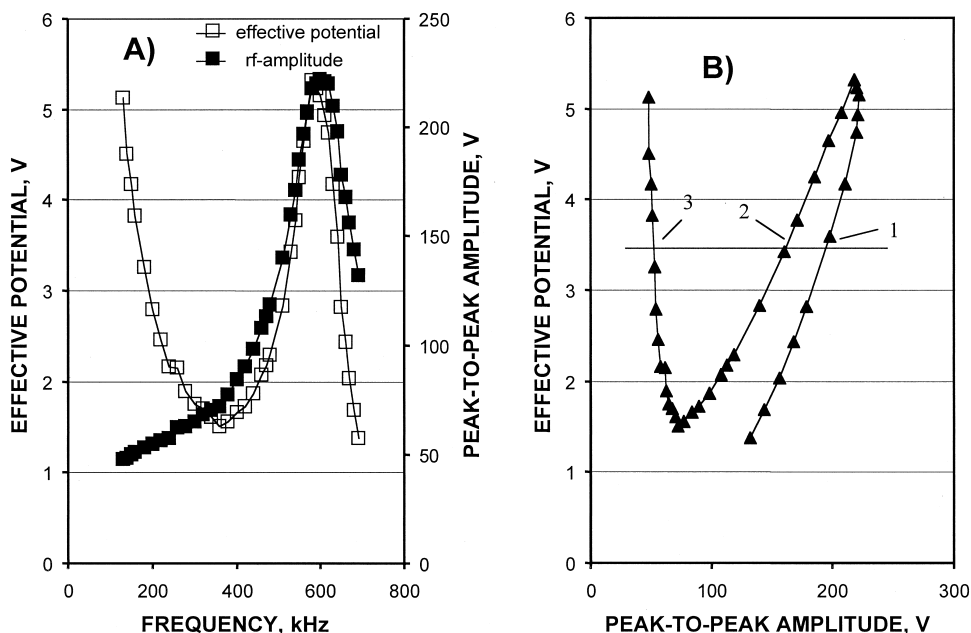 A)
effective potential
rf-amplitude
EFFECTIVE POTENTIAL, V
6
5
4
3
2
1
0
250
200
150
100
50
0
PEAK-TO-PEAK AMPLITUDE, V
0 200 400 600 800
FREQUENCY, kHz
B)
EFFECTIVE POTENTIAL, V
6
5
4
3
2
1
0
3 2 1
0 100 200 300
PEAK-TO-PEAK AMPLITUDE, V